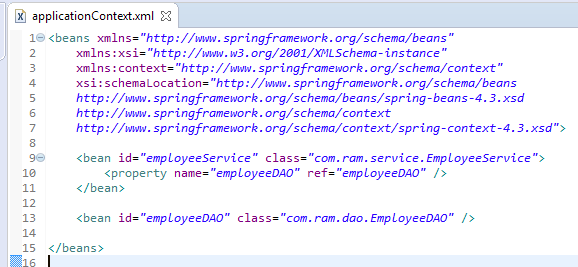 applicationContext.xml
1 <beans xmlns="http://www.springframework.org/schema/beans"
2 xmlns:xsi="http://www.w3.org/2001/XMLSchema-instance"
3 xmlns:context="http://www.springframework.org/schema/context"
4 xsi:schemaLocation="http://www.springframework.org/schema/beans
5 http://www.springframework.org/schema/beans/spring-beans-4.3.xsd
6 http://www.springframework.org/schema/context
7 http://www.springframework.org/schema/context/spring-context-4.3.xsd">
8
9 <bean id="employeeService" class="com.ram.service.EmployeeService">
10 <property name="employeeDAO" ref="employeeDAO" />
11 </bean>
12
13 <bean id="employeeDAO" class="com.ram.dao.EmployeeDAO" />
14
15 </beans>
16